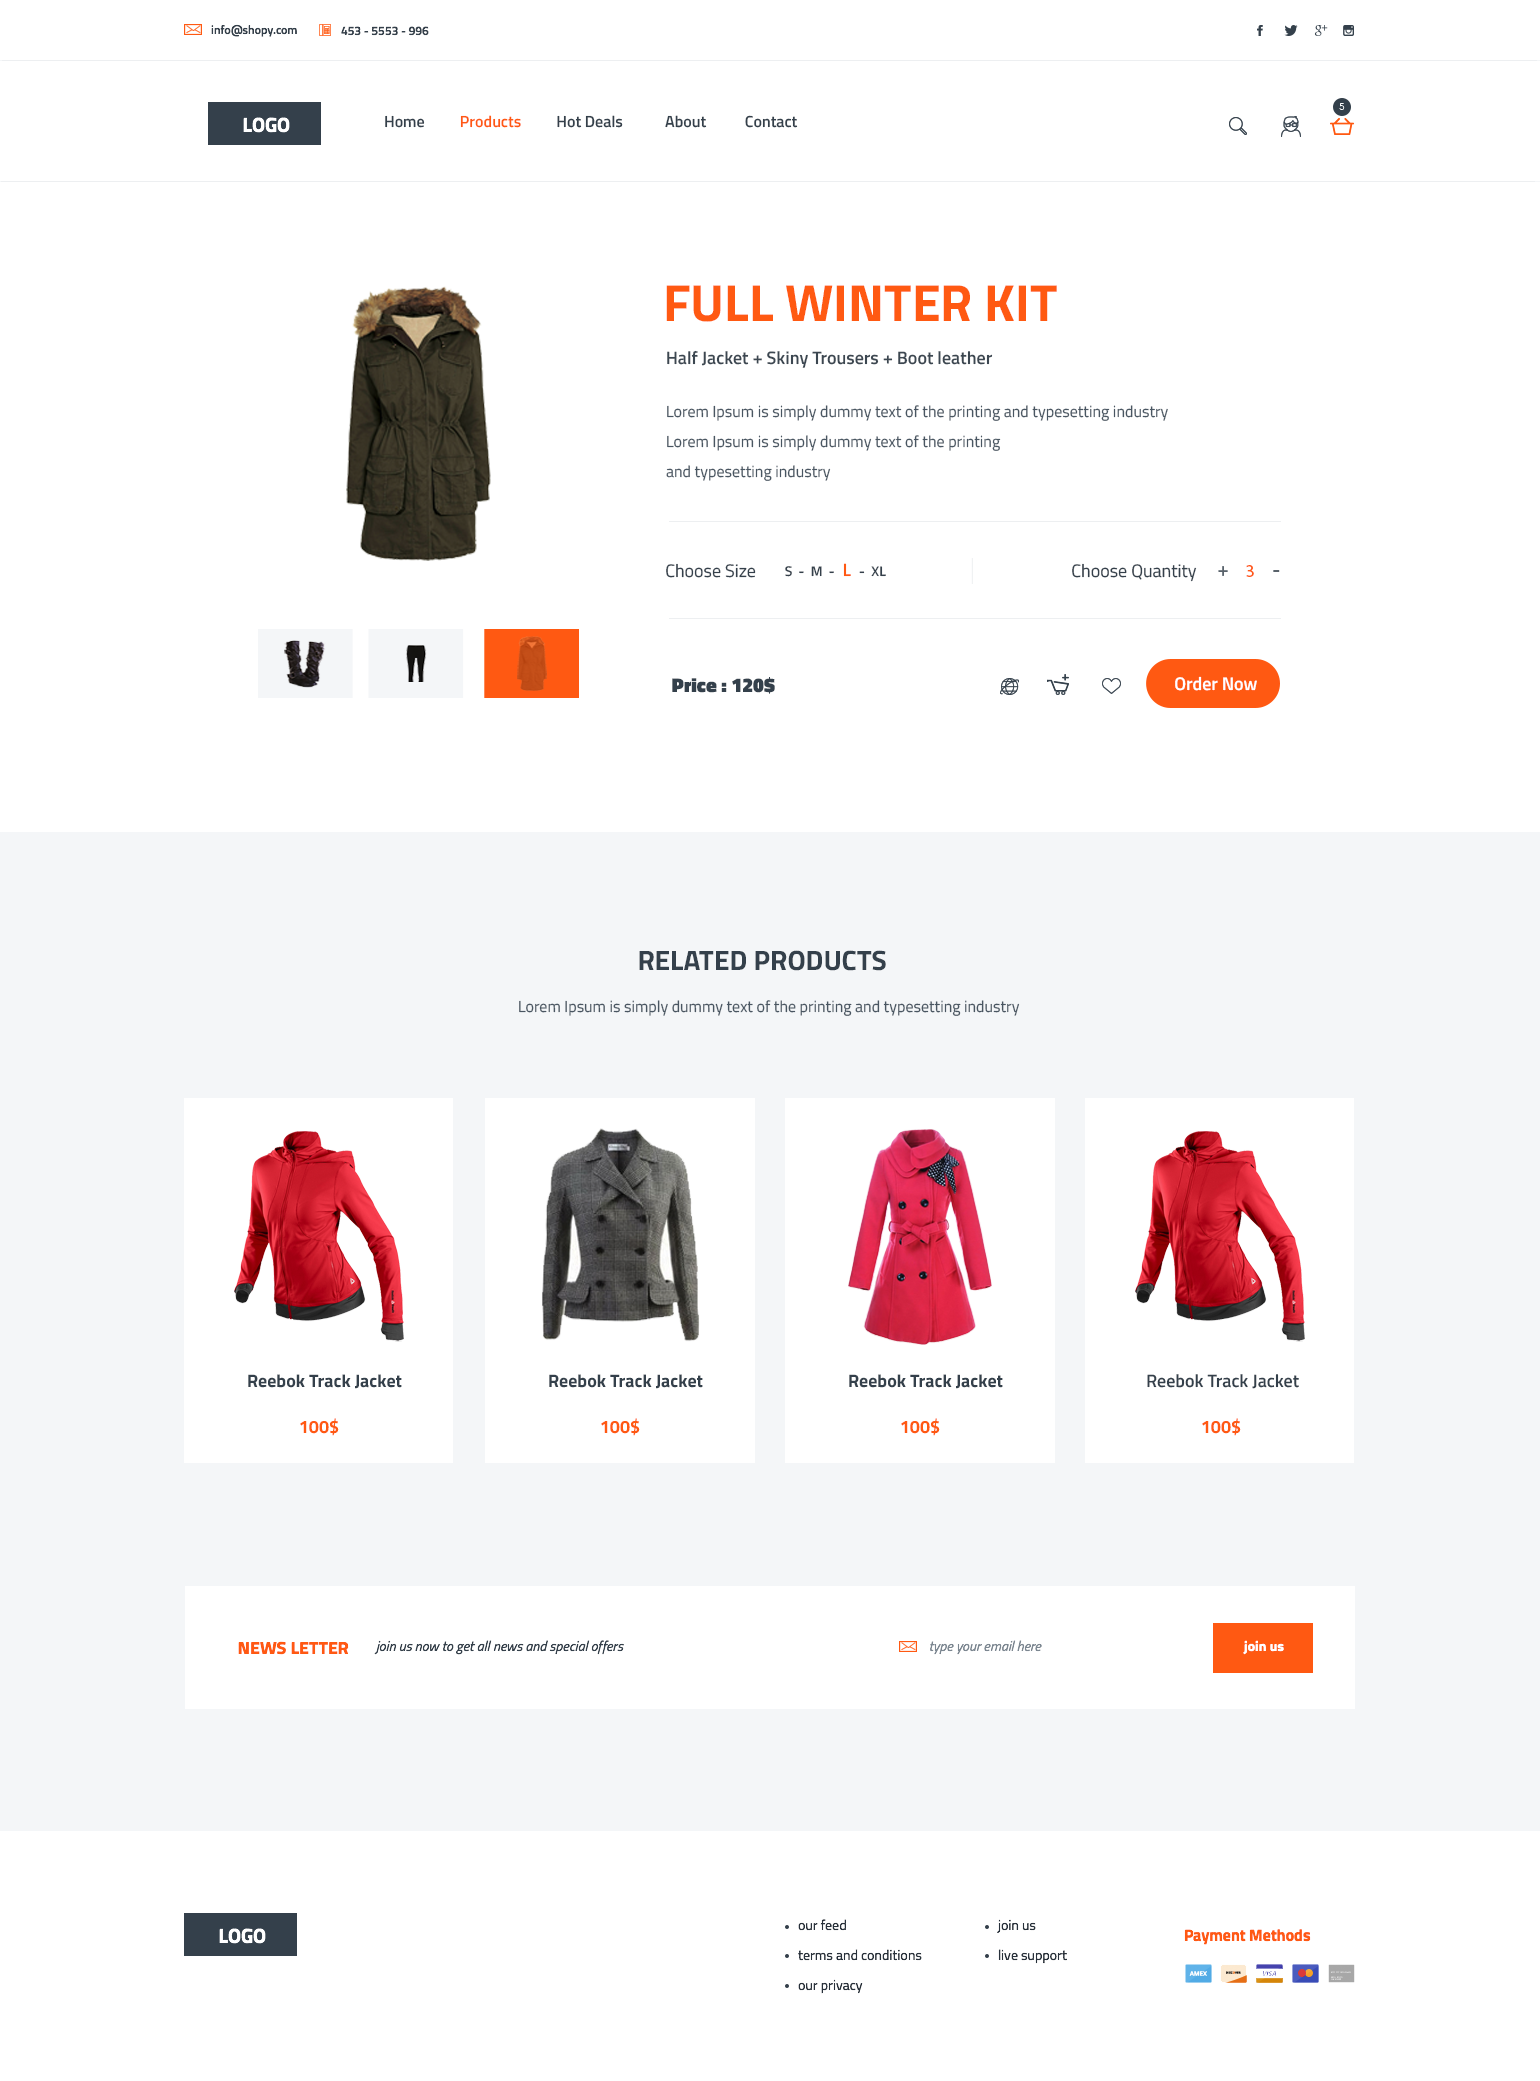 info@shopy.com
453 - 5553 - 996
5
LOGO
Home
Products
Hot Deals
About
Contact
FULL WINTER KIT
Half Jacket + Skiny Trousers + Boot leather
Lorem Ipsum is simply dummy text of the printing and typesetting industry
Lorem Ipsum is simply dummy text of the printing
and typesetting industry
Choose Size
S - M - L - XL
Choose Quantity
+ 3 -
Price : 120$
Order Now
RELATED PRODUCTS
Lorem Ipsum is simply dummy text of the printing and typesetting industry
Reebok Track Jacket
100$
Reebok Track Jacket
100$
Reebok Track Jacket
100$
Reebok Track Jacket
100$
NEWS LETTER
join us now to get all news and special offers
type your email here
join us
LOGO
• our feed
• terms and conditions
• our privacy
• join us
• live support
Payment Methods
AMEX
VISA